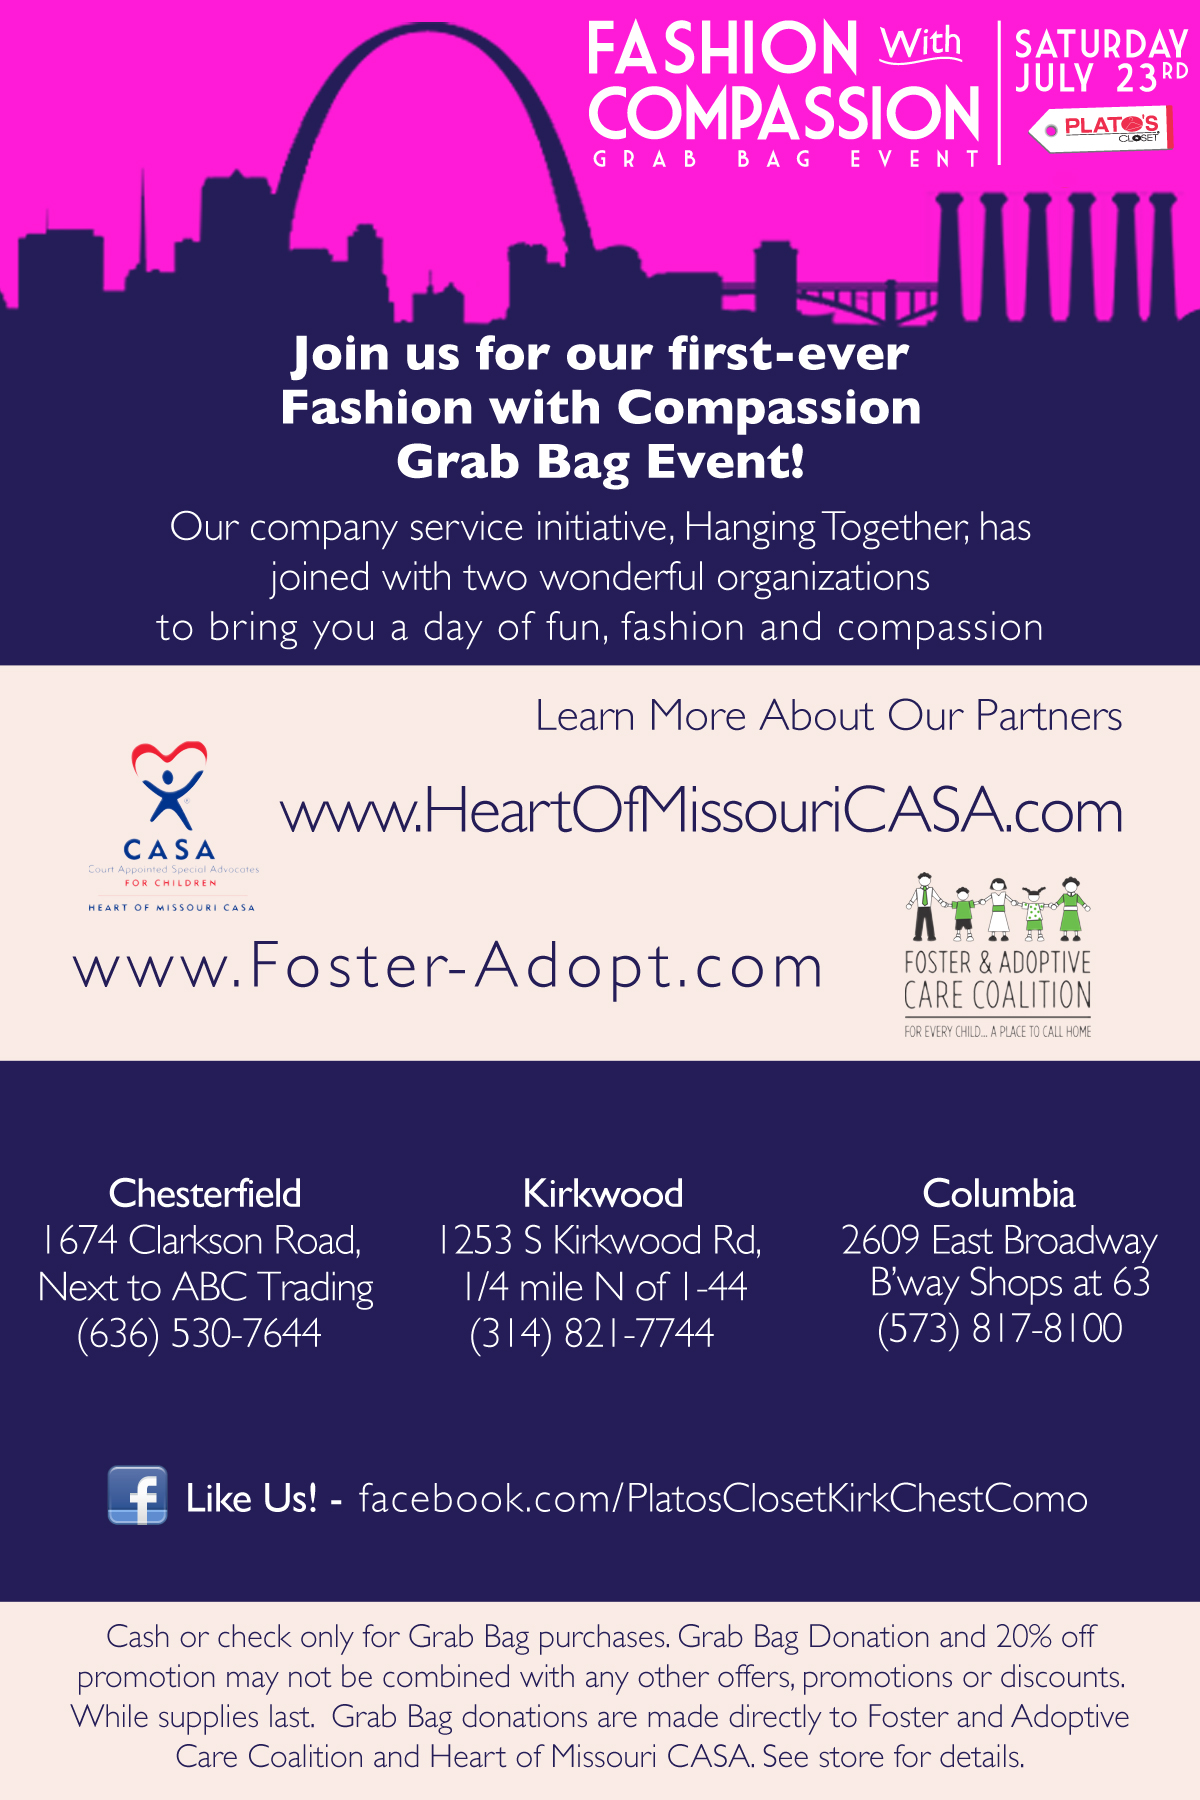 FASHION With
COMPASSION
GRAB BAG EVENT
SATURDAY
JULY 23RD
PLATO'S
CLOSET
Join us for our first-ever
Fashion with Compassion
Grab Bag Event!
Our company service initiative, Hanging Together, has
joined with two wonderful organizations
to bring you a day of fun, fashion and compassion
Learn More About Our Partners
www.HeartOfMissouriCASA.com
CASA
Court Appointed Special Advocates
FOR CHILDREN
HEART OF MISSOURI CASA
www.Foster-Adopt.com
FOSTER & ADOPTIVE
CARE COALITION
FOR EVERY CHILD... A PLACE TO CALL HOME
Chesterfield
1674 Clarkson Road,
Next to ABC Trading
(636) 530-7644
Kirkwood
1253 S Kirkwood Rd,
1/4 mile N of 1-44
(314) 821-7744
Columbia
2609 East Broadway
B'way Shops at 63
(573) 817-8100
f Like Us! - facebook.com/PlatosClosetKirkChestComo
Cash or check only for Grab Bag purchases. Grab Bag Donation and 20% off
promotion may not be combined with any other offers, promotions or discounts.
While supplies last. Grab Bag donations are made directly to Foster and Adoptive
Care Coalition and Heart of Missouri CASA. See store for details.